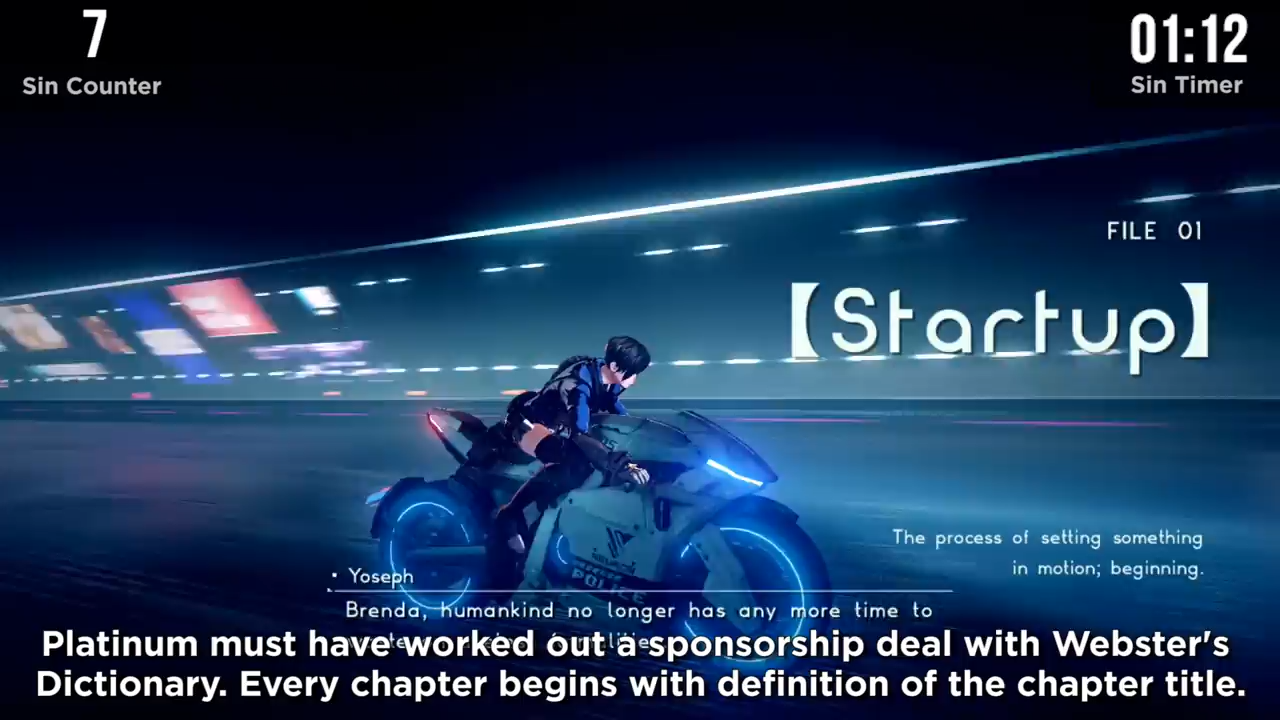 7
Sin Counter
01:12
Sin Timer
FILE 01
【Startup】
The process of setting something
in motion; beginning.
POLICE
Yoseph
Brenda, humankind no longer has any more time to
Platinum must have worked out a sponsorship deal with Webster's
Dictionary. Every chapter begins with definition of the chapter title.